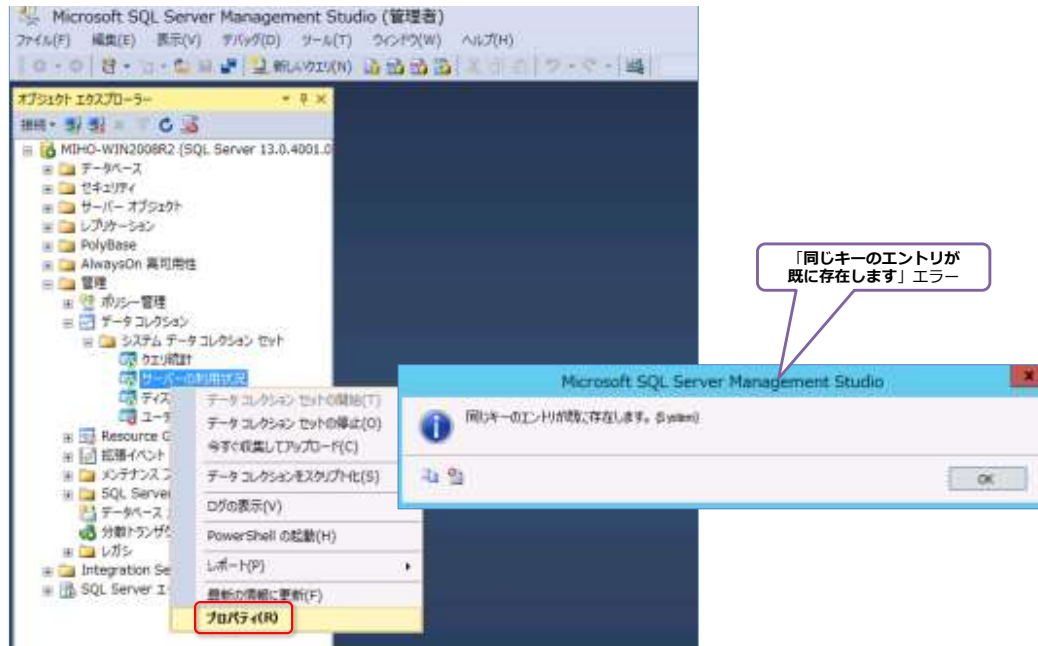 Microsoft SQL Server Management Studio (管理者)
ファイル(F) 編集(E) 表示(V) デバッグ(D) ツール(T) ウィンドウ(W) ヘルプ(H)
新しいクエリ(N)
オブジェクト エクスプローラー
接続
MIHO-WIN2008R2 (SQL Server 13.0.4001.0
データベース
セキュリティ
サーバー オブジェクト
レプリケーション
PolyBase
AlwaysOn 高可用性
管理
ポリシー管理
データ コレクション
システム データ コレクション セット
クエリ統計
サーバーの利用状況
ディス
ユーテ
Resource G
拡張イベント
メンテナンス プ
SQL Server
データベース
分散トランザク
レガシ
Integration Se
SQL Server エ
データ コレクション セットの開始(T)
データ コレクション セットの停止(O)
今すぐ収集してアップロード(C)
データ コレクションをスクリプト化(S)
ログの表示(V)
PowerShell の起動(H)
レポート(P)
最新の情報に更新(F)
プロパティ(R)
「同じキーのエントリが
既に存在します」エラー
Microsoft SQL Server Management Studio
同じキーのエントリが既に存在します。 (System)
OK